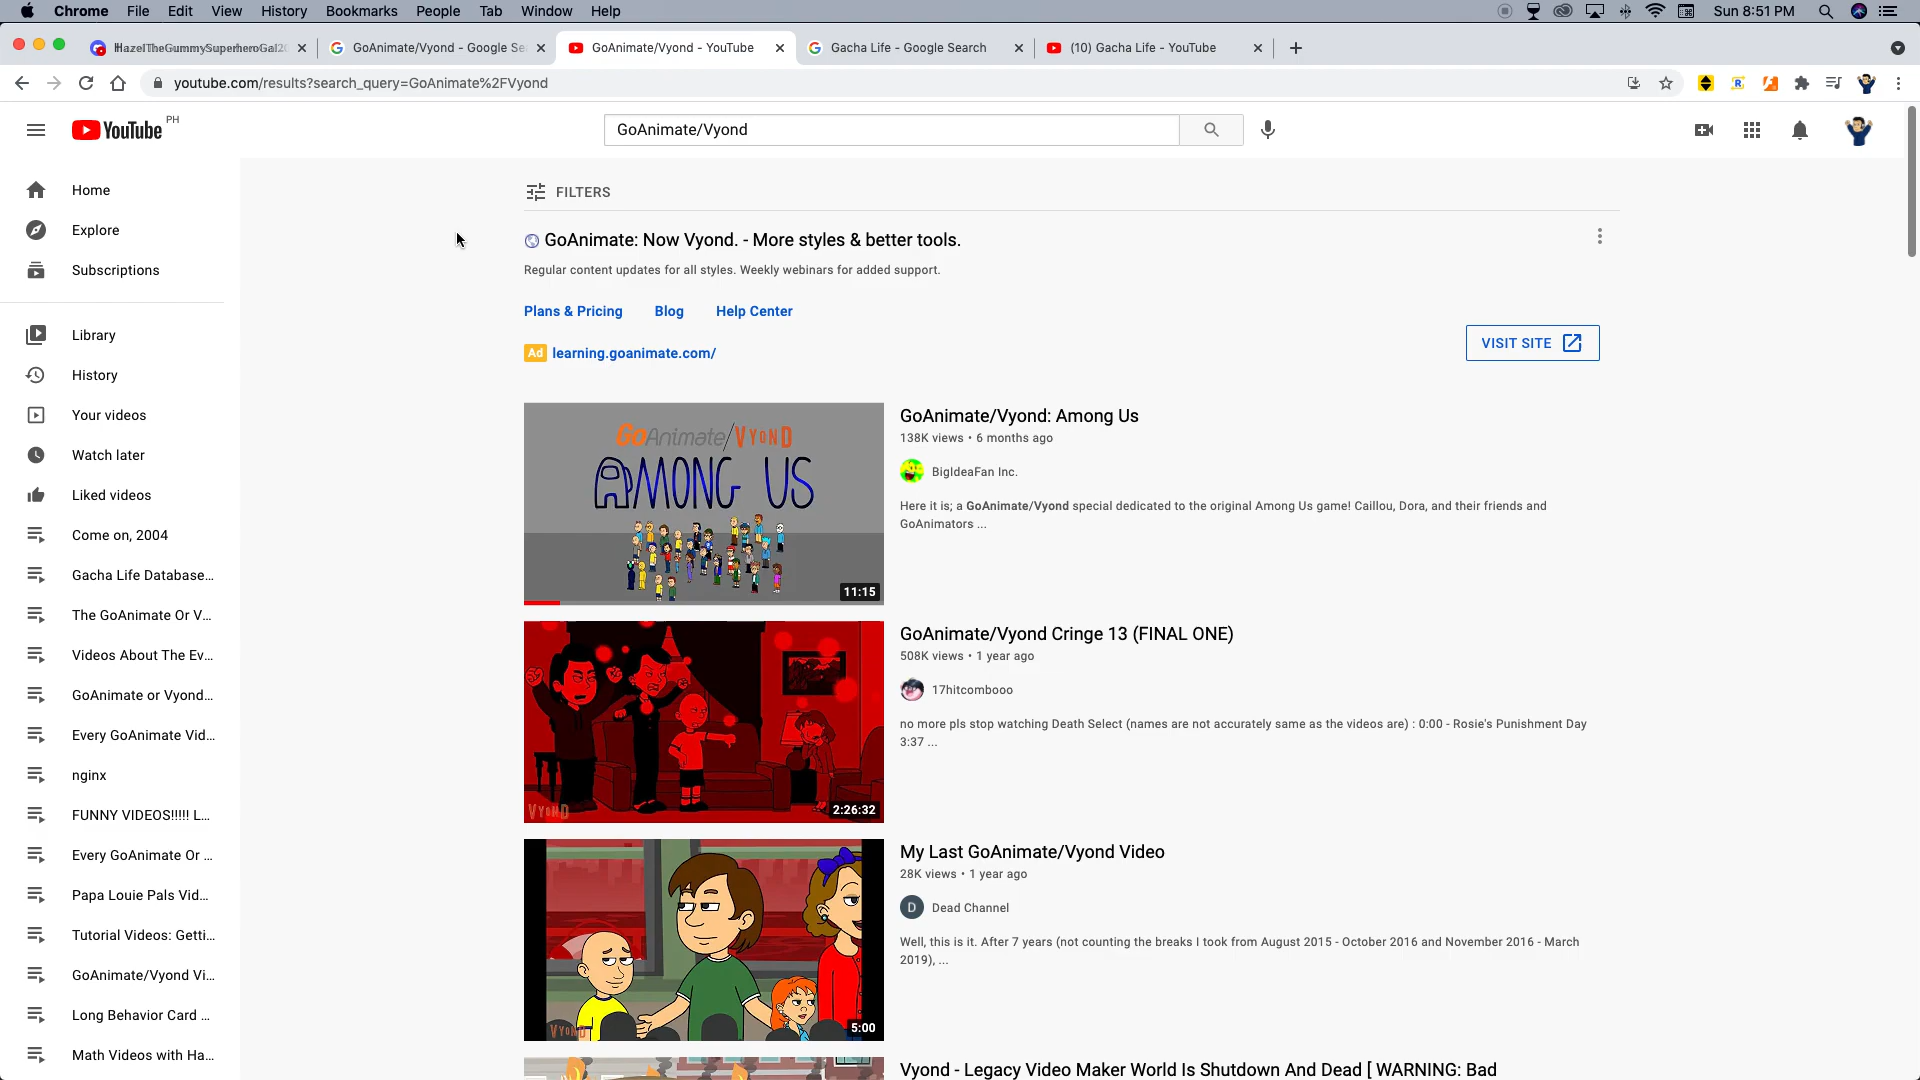 Chrome File Edit View History Bookmarks People Tab Window Help
Sun 8:51 PM
GoAnimate/Vyond - Google Se
GoAnimate/Vyond - YouTube
Gacha Life - Google Search
(10) Gacha Life - YouTube
youtube.com/results?search_query=GoAnimate%2FVyond
YouTube PH
GoAnimate/Vyond
Home
Explore
Subscriptions
Library
History
Your videos
Watch later
Liked videos
Come on, 2004
Gacha Life Database...
The GoAnimate Or V...
Videos About The Ev...
GoAnimate or Vyond...
Every GoAnimate Vid...
nginx
FUNNY VIDEOS!!!!! L...
Every GoAnimate Or ...
Papa Louie Pals Vid...
Tutorial Videos: Getti...
GoAnimate/Vyond Vi...
Long Behavior Card ...
Math Videos with Ha...
FILTERS
GoAnimate: Now Vyond. - More styles & better tools.
Regular content updates for all styles. Weekly webinars for added support.
Plans & Pricing Blog Help Center
Ad learning.goanimate.com/
VISIT SITE
GoAnimate/VYOND
AMONG US
11:15
GoAnimate/Vyond: Among Us
138K views • 6 months ago
BigIdeaFan Inc.
Here it is; a GoAnimate/Vyond special dedicated to the original Among Us game! Caillou, Dora, and their friends and
GoAnimators ...
VYOND
2:26:32
GoAnimate/Vyond Cringe 13 (FINAL ONE)
508K views • 1 year ago
17hitcombooo
no more pls stop watching Death Select (names are not accurately same as the videos are) : 0:00 - Rosie's Punishment Day
3:37 ...
VYOND
5:00
My Last GoAnimate/Vyond Video
28K views • 1 year ago
D
Dead Channel
Well, this is it. After 7 years (not counting the breaks I took from August 2015 - October 2016 and November 2016 - March
2019), ...
Vyond - Legacy Video Maker World Is Shutdown And Dead [ WARNING: Bad